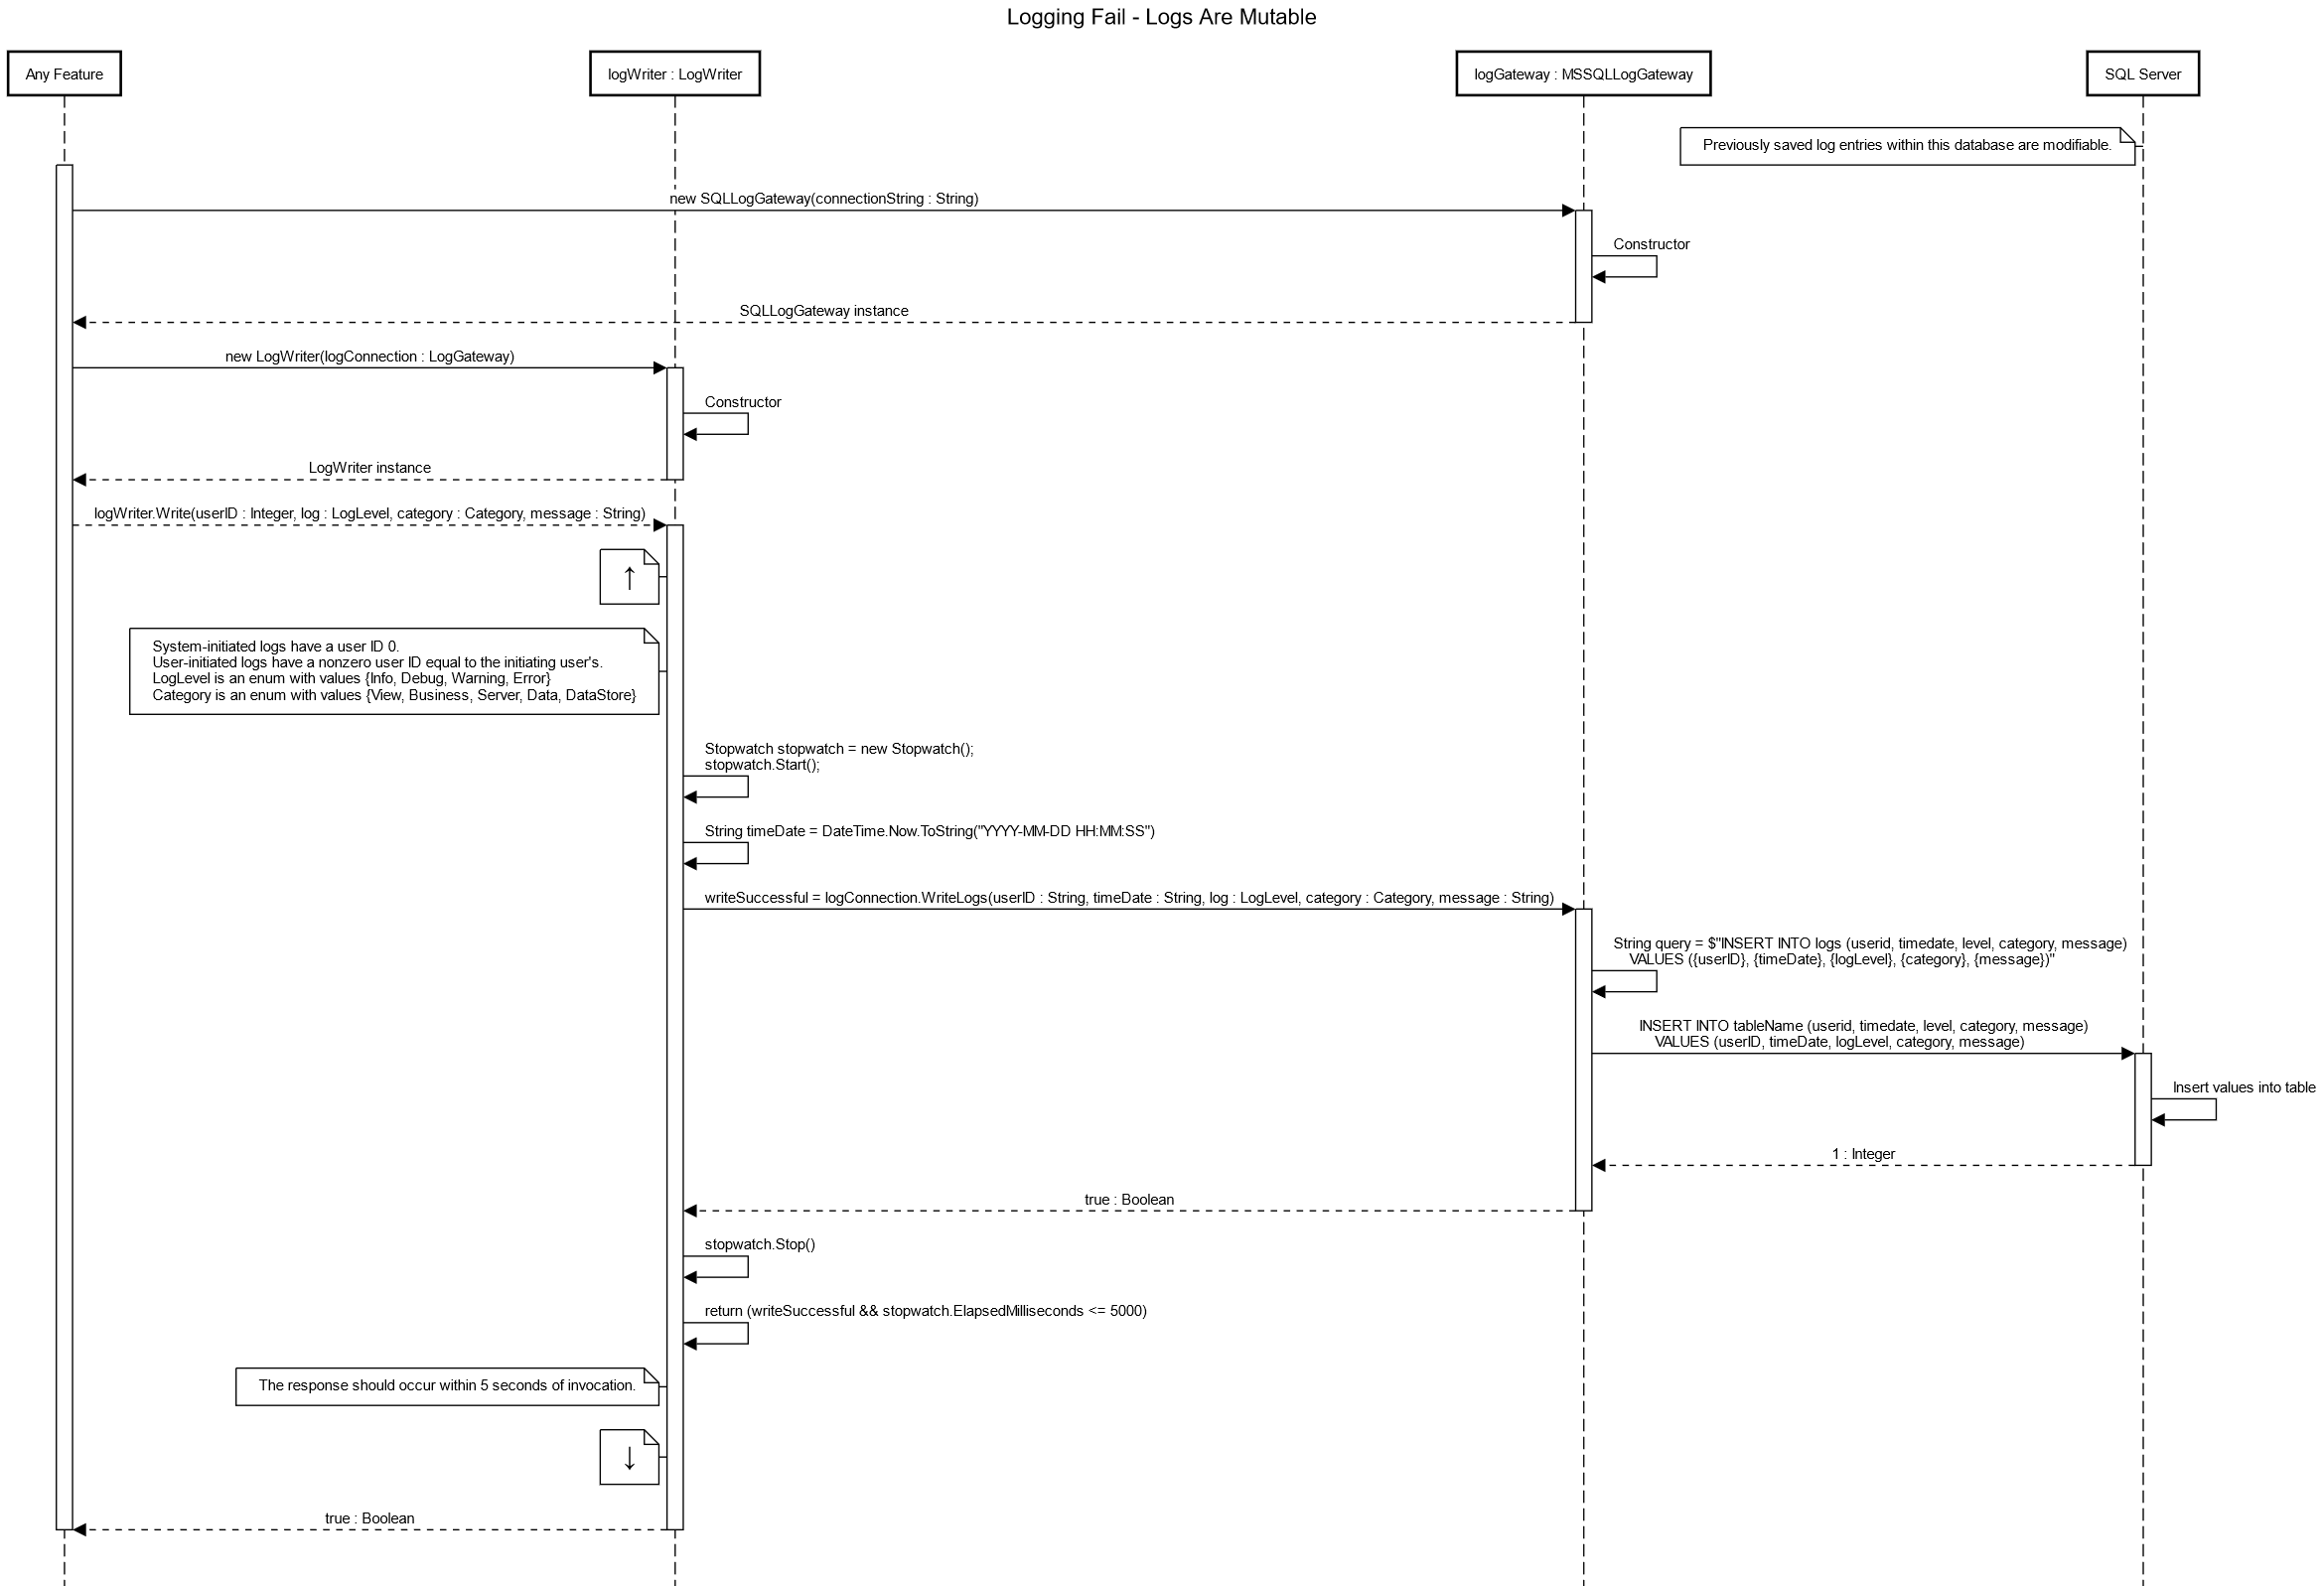 Logging Fail - Logs Are Mutable
Any Feature
logWriter : LogWriter
logGateway : MSSQLLogGateway
SQL Server
Previously saved log entries within this database are modifiable.
new SQLLogGateway(connectionString : String)
Constructor
SQLLogGateway instance
new LogWriter(logConnection : LogGateway)
Constructor
LogWriter instance
logWriter.Write(userID : Integer, log : LogLevel, category : Category, message : String)
↑
System-initiated logs have a user ID 0.
User-initiated logs have a nonzero user ID equal to the initiating user's.
LogLevel is an enum with values {Info, Debug, Warning, Error}
Category is an enum with values {View, Business, Server, Data, DataStore}
Stopwatch stopwatch = new Stopwatch();
stopwatch.Start();
String timeDate = DateTime.Now.ToString("YYYY-MM-DD HH:MM:SS")
writeSuccessful = logConnection.WriteLogs(userID : String, timeDate : String, log : LogLevel, category : Category, message : String)
String query = $"INSERT INTO logs (userid, timedate, level, category, message)
VALUES ({userID}, {timeDate}, {logLevel}, {category}, {message})"
INSERT INTO tableName (userid, timedate, level, category, message)
VALUES (userID, timeDate, logLevel, category, message)
Insert values into table
1 : Integer
true : Boolean
stopwatch.Stop()
return (writeSuccessful && stopwatch.ElapsedMilliseconds <= 5000)
The response should occur within 5 seconds of invocation.
↓
true : Boolean